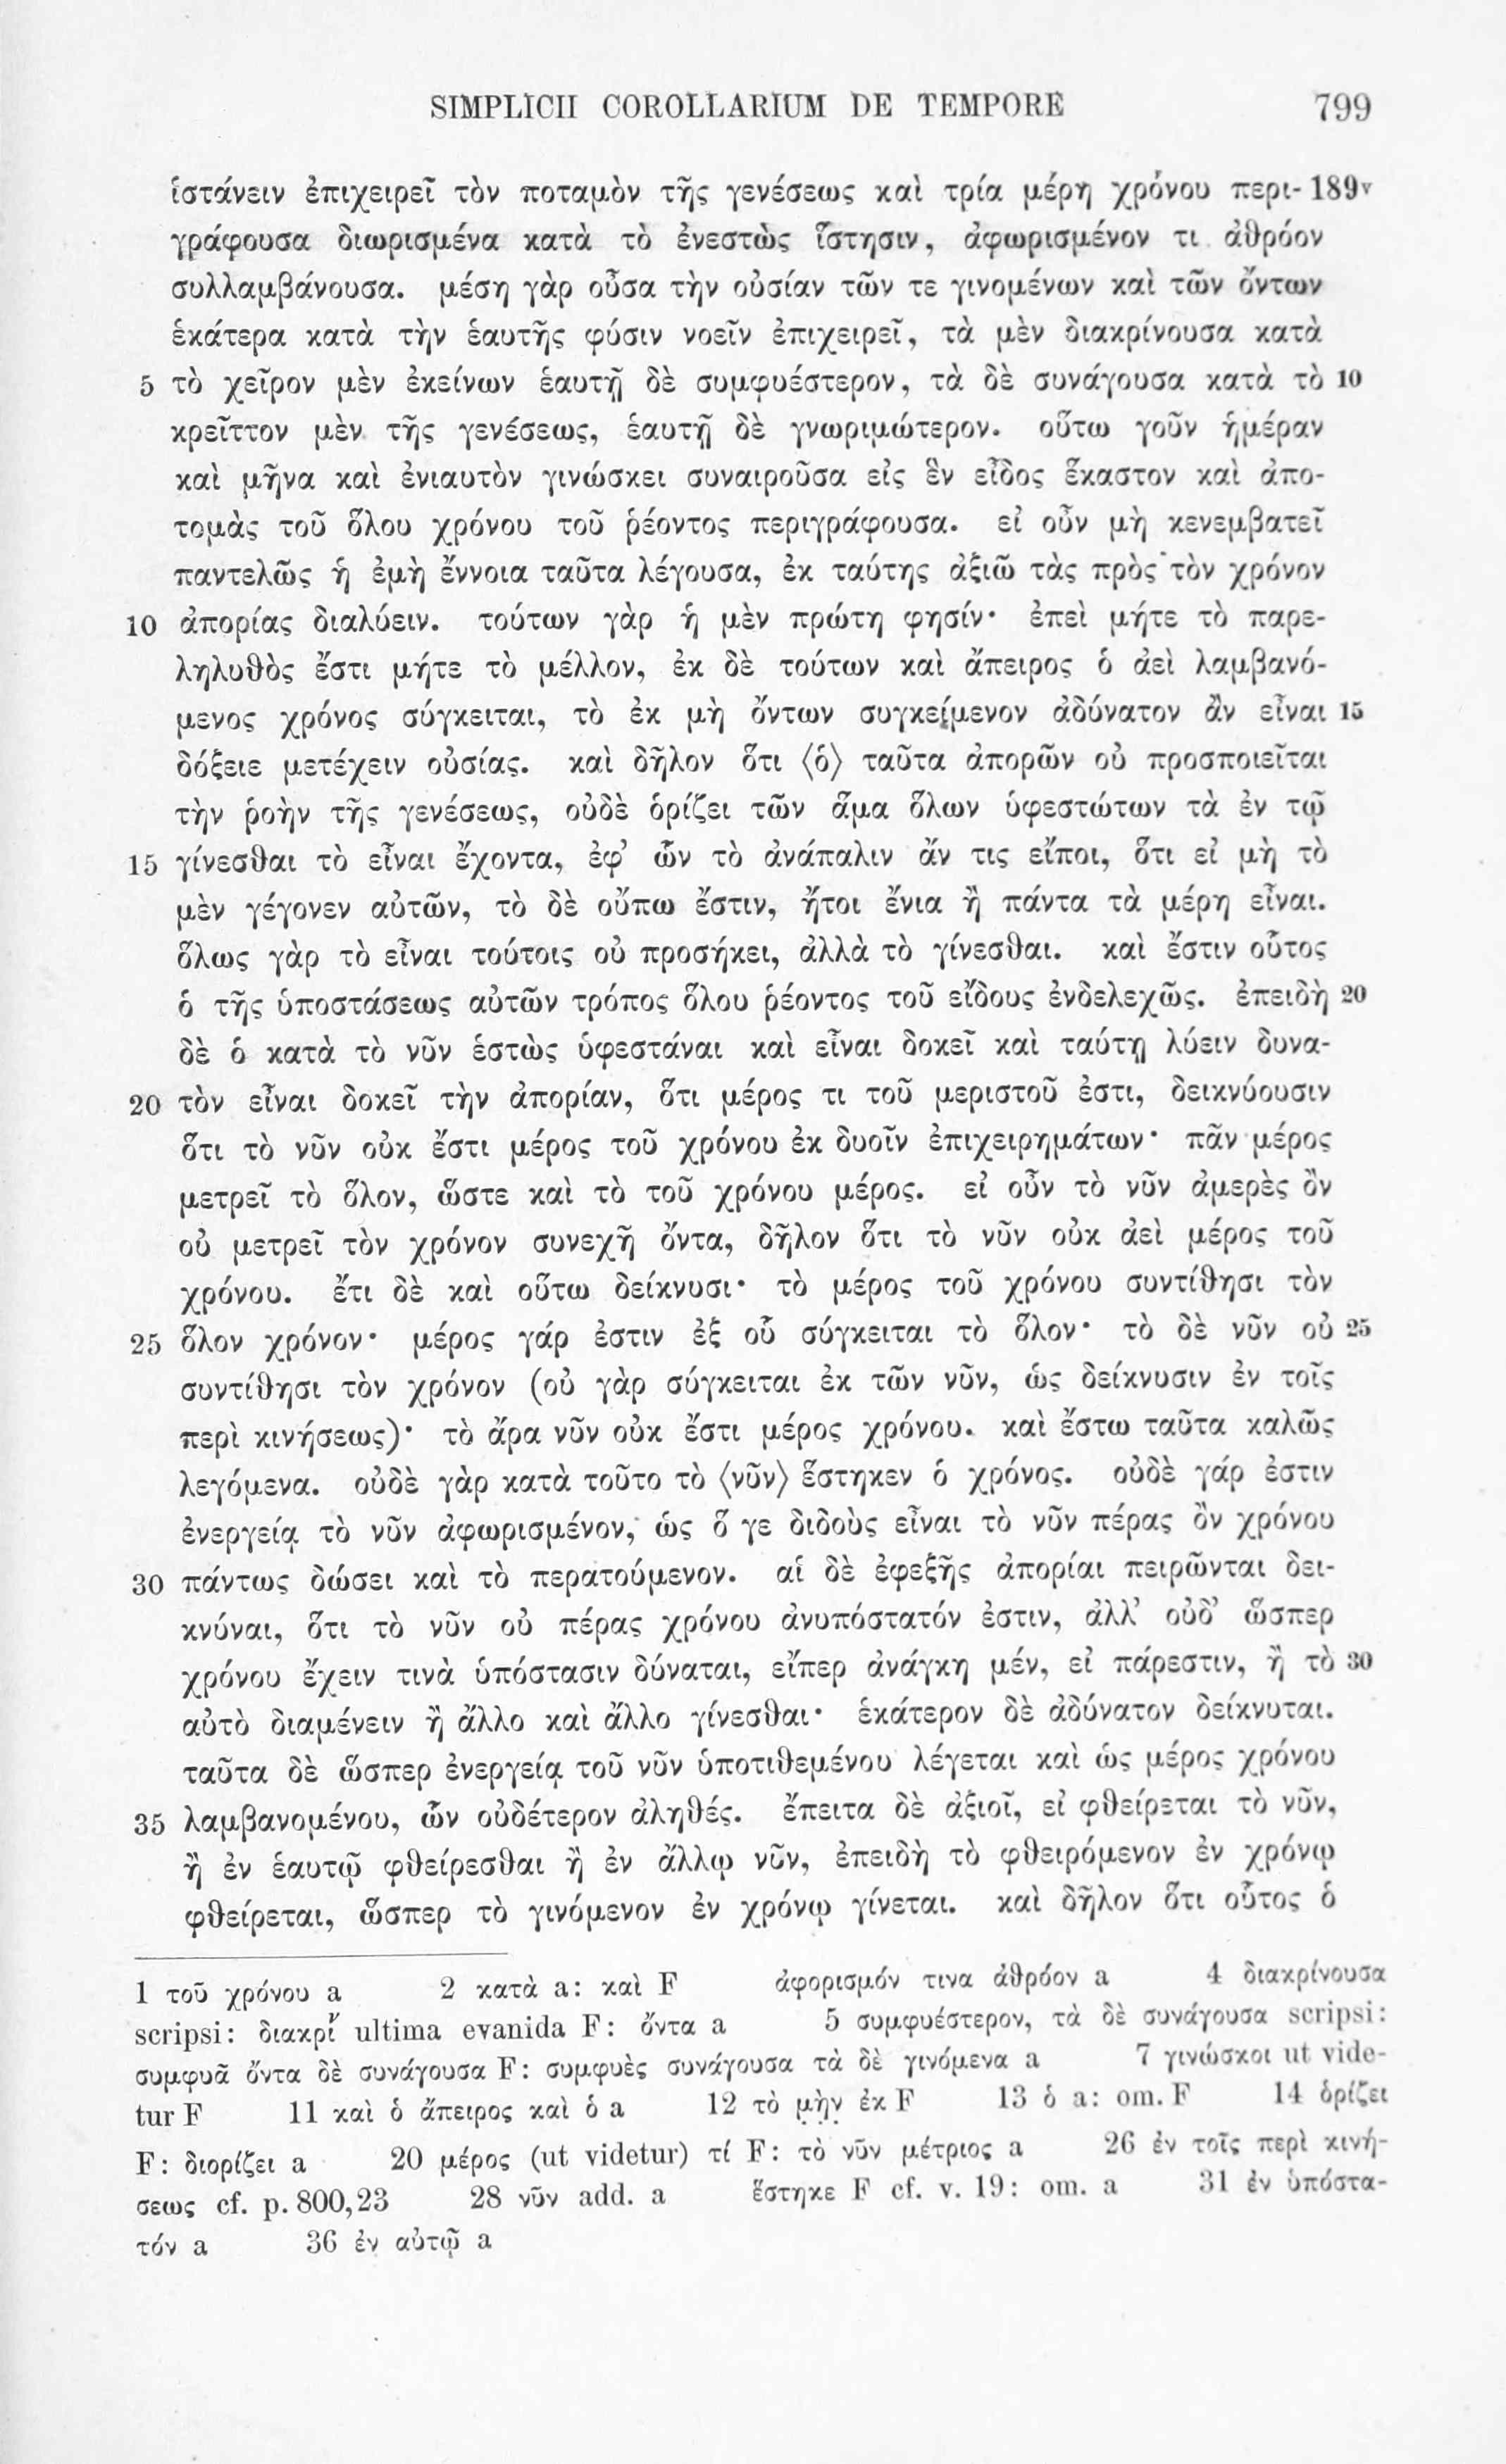 SIMPLICII COROLLARIUM DE TEMPORE 799
ἱστάνειν ἐπιχειρεῖ τὸν ποταμὸν τῆς γενέσεως καὶ τρία μέρη χρόνου περι- 189v
γράφουσα διωρισμένα κατὰ τὸ ἐνεστὼς ἵστησιν, ἀφωρισμένον τι ἀθρόον
συλλαμβάνουσα. μέση γὰρ οὖσα τὴν οὐσίαν τῶν τε γινομένων καὶ τῶν ὄντων
ἑκάτερα κατὰ τὴν ἑαυτῆς φύσιν νοεῖν ἐπιχειρεῖ, τὰ μὲν διακρίνουσα κατὰ
5 τὸ χεῖρον μὲν ἐκείνων ἑαυτῇ δὲ συμφυέστερον, τὰ δὲ συνάγουσα κατὰ τὸ 10
κρεῖττον μὲν τῆς γενέσεως, ἑαυτῇ δὲ γνωριμώτερον. οὕτω γοῦν ἡμέραν
καὶ μῆνα καὶ ἐνιαυτὸν γινώσκει συναιροῦσα εἰς ἓν εἶδος ἕκαστον καὶ ἀπο-
τομὰς τοῦ ὅλου χρόνου τοῦ ῥέοντος περιγράφουσα. εἰ οὖν μὴ κενεμβατεῖ
παντελῶς ἡ ἐμὴ ἔννοια ταῦτα λέγουσα, ἐκ ταύτης ἀξιῶ τὰς πρὸς τὸν χρόνον
10 ἀπορίας διαλύειν. τούτων γὰρ ἡ μὲν πρώτη φησίν· ἐπεὶ μήτε τὸ παρε-
ληλυθὸς ἔστι μήτε τὸ μέλλον, ἐκ δὲ τούτων καὶ ἄπειρος ὁ ἀεὶ λαμβανό-
μενος χρόνος σύγκειται, τὸ ἐκ μὴ ὄντων συγκείμενον ἀδύνατον ἂν εἶναι 15
δόξειε μετέχειν οὐσίας. καὶ δῆλον ὅτι ⟨ὁ⟩ ταῦτα ἀπορῶν οὐ προσποιεῖται
τὴν ῥοὴν τῆς γενέσεως, οὐδὲ ὁρίζει τῶν ἅμα ὅλων ὑφεστώτων τὰ ἐν τῷ
15 γίνεσθαι τὸ εἶναι ἔχοντα, ἐφ’ ὧν τὸ ἀνάπαλιν ἄν τις εἴποι, ὅτι εἰ μὴ τὸ
μὲν γέγονεν αὐτῶν, τὸ δὲ οὔπω ἔστιν, ἤτοι ἔνια ἢ πάντα τὰ μέρη εἶναι.
ὅλως γὰρ τὸ εἶναι τούτοις οὐ προσήκει, ἀλλὰ τὸ γίνεσθαι. καὶ ἔστιν οὗτος
ὁ τῆς ὑποστάσεως αὐτῶν τρόπος ὅλου ῥέοντος τοῦ εἴδους ἐνδελεχῶς. ἐπειδὴ 20
δὲ ὁ κατὰ τὸ νῦν ἑστὼς ὑφεστάναι καὶ εἶναι δοκεῖ καὶ ταύτῃ λύειν δυνα-
20 τὸν εἶναι δοκεῖ τὴν ἀπορίαν, ὅτι μέρος τι τοῦ μεριστοῦ ἐστι, δεικνύουσιν
ὅτι τὸ νῦν οὐκ ἔστι μέρος τοῦ χρόνου ἐκ δυοῖν ἐπιχειρημάτων· πᾶν μέρος
μετρεῖ τὸ ὅλον, ὥστε καὶ τὸ τοῦ χρόνου μέρος. εἰ οὖν τὸ νῦν ἀμερὲς ὂν
οὐ μετρεῖ τὸν χρόνον συνεχῆ ὄντα, δῆλον ὅτι τὸ νῦν οὐκ ἀεὶ μέρος τοῦ
χρόνου. ἔτι δὲ καὶ οὕτω δείκνυσι· τὸ μέρος τοῦ χρόνου συντίθησι τὸν
25 ὅλον χρόνον· μέρος γάρ ἐστιν ἐξ οὗ σύγκειται τὸ ὅλον· τὸ δὲ νῦν οὐ 25
συντίθησι τὸν χρόνον (οὐ γὰρ σύγκειται ἐκ τῶν νῦν, ὡς δείκνυσιν ἐν τοῖς
περὶ κινήσεως)· τὸ ἄρα νῦν οὐκ ἔστι μέρος χρόνου. καὶ ἔστω ταῦτα καλῶς
λεγόμενα. οὐδὲ γὰρ κατὰ τοῦτο τὸ ⟨νῦν⟩ ἕστηκεν ὁ χρόνος. οὐδὲ γάρ ἐστιν
ἐνεργείᾳ τὸ νῦν ἀφωρισμένον, ὡς ὅ γε διδοὺς εἶναι τὸ νῦν πέρας ὂν χρόνου
30 πάντως δώσει καὶ τὸ περατούμενον. αἱ δὲ ἐφεξῆς ἀπορίαι πειρῶνται δει-
κνύναι, ὅτι τὸ νῦν οὐ πέρας χρόνου ἀνυπόστατόν ἐστιν, ἀλλ’ οὐδ’ ὥσπερ
χρόνου ἔχειν τινὰ ὑπόστασιν δύναται, εἴπερ ἀνάγκη μέν, εἰ πάρεστιν, ἢ τὸ 30
αὐτὸ διαμένειν ἢ ἄλλο καὶ ἄλλο γίνεσθαι· ἑκάτερον δὲ ἀδύνατον δείκνυται.
ταῦτα δὲ ὥσπερ ἐνεργείᾳ τοῦ νῦν ὑποτιθεμένου λέγεται καὶ ὡς μέρος χρόνου
35 λαμβανομένου, ὧν οὐδέτερον ἀληθές. ἔπειτα δὲ ἀξιοῖ, εἰ φθείρεται τὸ νῦν,
ἢ ἐν ἑαυτῷ φθείρεσθαι ἢ ἐν ἄλλῳ νῦν, ἐπειδὴ τὸ φθειρόμενον ἐν χρόνῳ
φθείρεται, ὥσπερ τὸ γινόμενον ἐν χρόνῳ γίνεται. καὶ δῆλον ὅτι οὗτος ὁ
1 τοῦ χρόνου a 2 κατὰ a: καὶ F ἀφορισμόν τινα ἀθρόον a 4 διακρίνουσα
scripsi: διακρι ultima evanida F: ὄντα a 5 συμφυέστερον, τὰ δὲ συνάγουσα scripsi:
συμφυᾶ ὄντα δὲ συνάγουσα F: συμφυὲς συνάγουσα τὰ δὲ γινόμενα a 7 γινώσκοι ut vide-
tur F 11 καὶ ὁ ἄπειρος καὶ ὁ a 12 τὸ μὴν ἐκ F 13 ὁ a: om. F 14 ὁρίζει
F: διορίζει a 20 μέρος (ut videtur) τί F: τὸ νῦν μέτριος a 26 ἐν τοῖς περὶ κινή-
σεως cf. p. 800,23 28 νῦν add. a ἕστηκε F cf. v. 19: om. a 31 ἐν ὑπόστα-
τόν a 36 ἐν αὐτῷ a